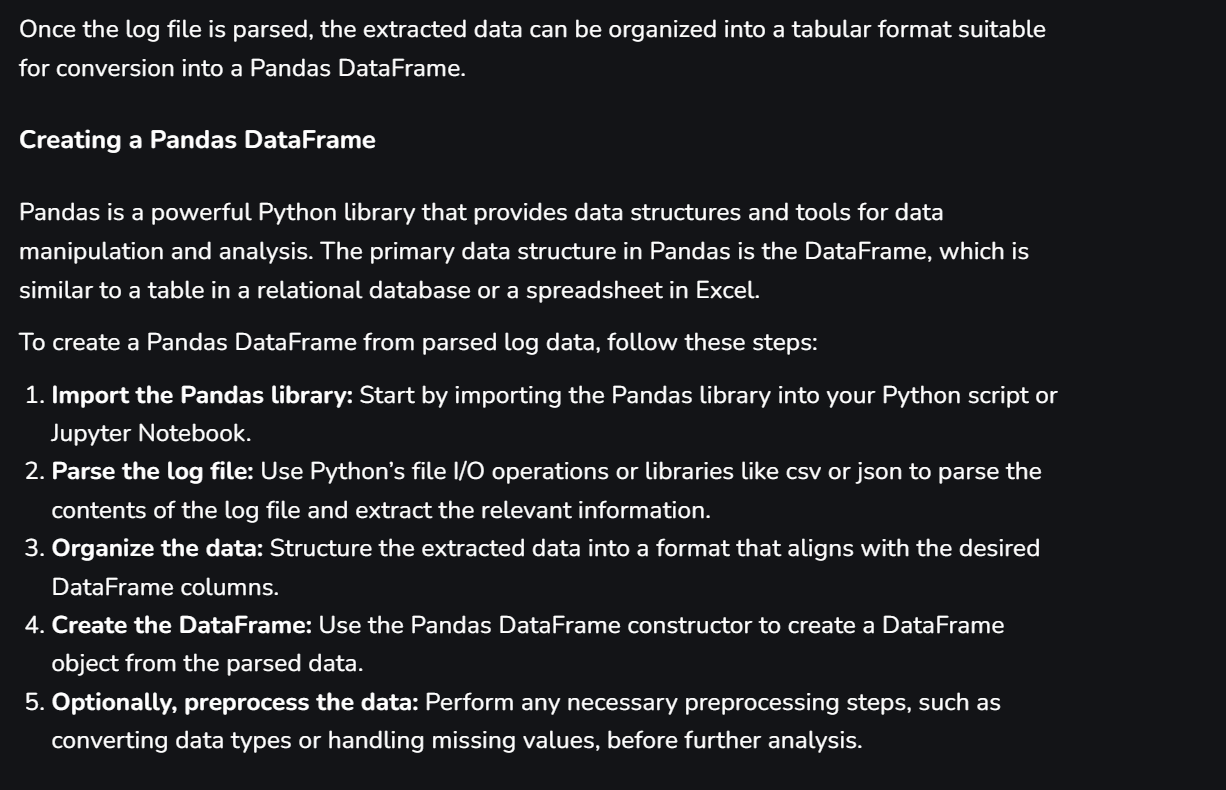 Once the log file is parsed, the extracted data can be organized into a tabular format suitable
for conversion into a Pandas DataFrame.
Creating a Pandas DataFrame
Pandas is a powerful Python library that provides data structures and tools for data
manipulation and analysis. The primary data structure in Pandas is the DataFrame, which is
similar to a table in a relational database or a spreadsheet in Excel.
To create a Pandas DataFrame from parsed log data, follow these steps:
1. Import the Pandas library: Start by importing the Pandas library into your Python script or
Jupyter Notebook.
2. Parse the log file: Use Python’s file I/O operations or libraries like csv or json to parse the
contents of the log file and extract the relevant information.
3. Organize the data: Structure the extracted data into a format that aligns with the desired
DataFrame columns.
4. Create the DataFrame: Use the Pandas DataFrame constructor to create a DataFrame
object from the parsed data.
5. Optionally, preprocess the data: Perform any necessary preprocessing steps, such as
converting data types or handling missing values, before further analysis.